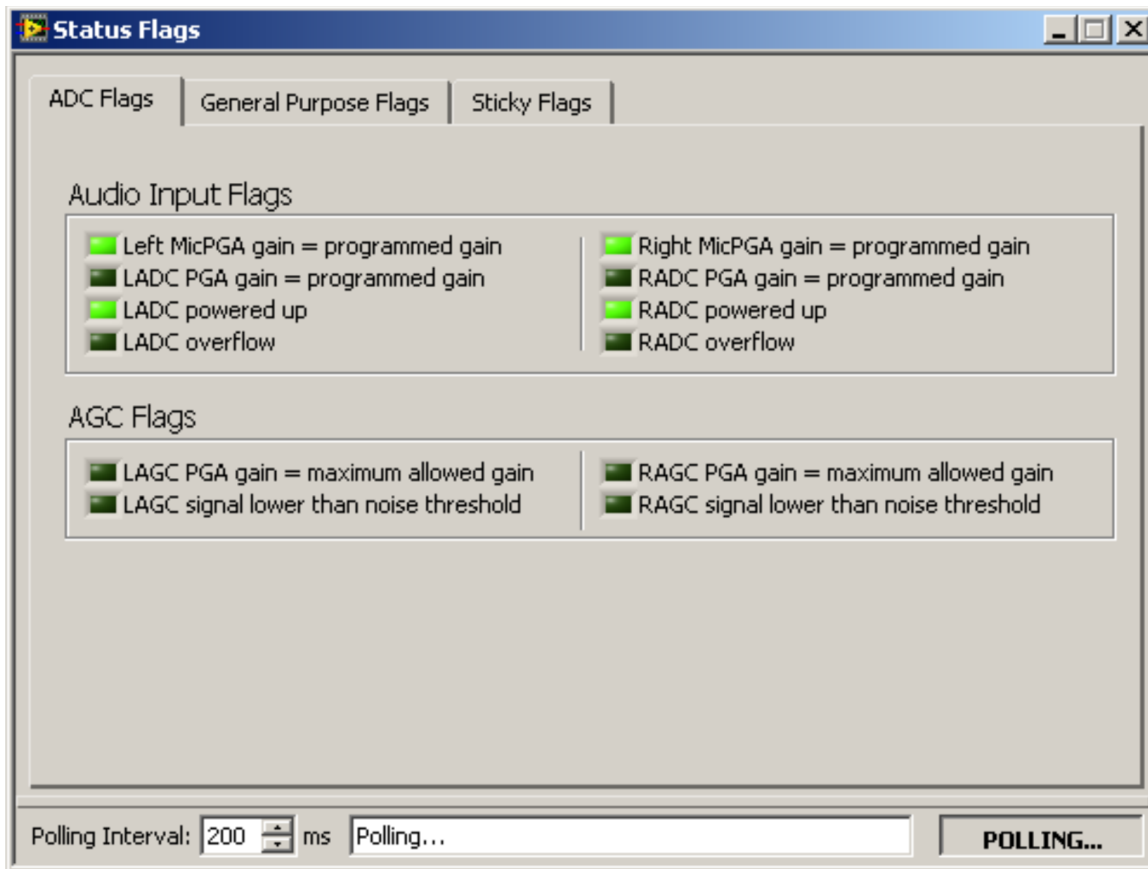 Status Flags
ADC Flags
General Purpose Flags
Sticky Flags
Audio Input Flags
Left MicPGA gain = programmed gain
LADC PGA gain = programmed gain
LADC powered up
LADC overflow
Right MicPGA gain = programmed gain
RADC PGA gain = programmed gain
RADC powered up
RADC overflow
AGC Flags
LAGC PGA gain = maximum allowed gain
LAGC signal lower than noise threshold
RAGC PGA gain = maximum allowed gain
RAGC signal lower than noise threshold
Polling Interval: 200 ms Polling... POLLING...